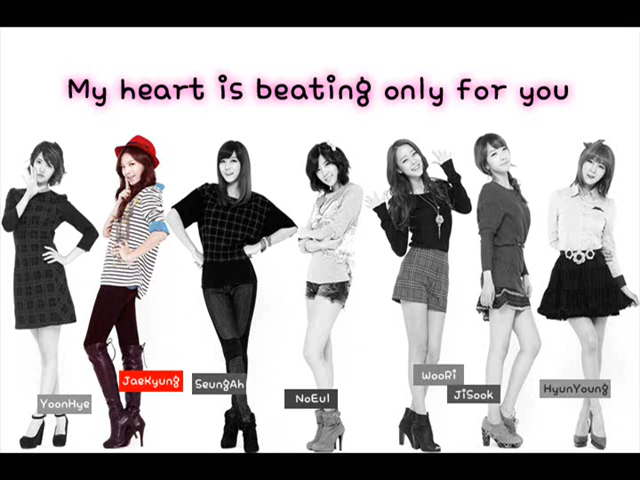 My heart is beating only for you
YoonHye
JaeKyung
SeungAh
NoEul
WooRi
JiSook
HyunYoung